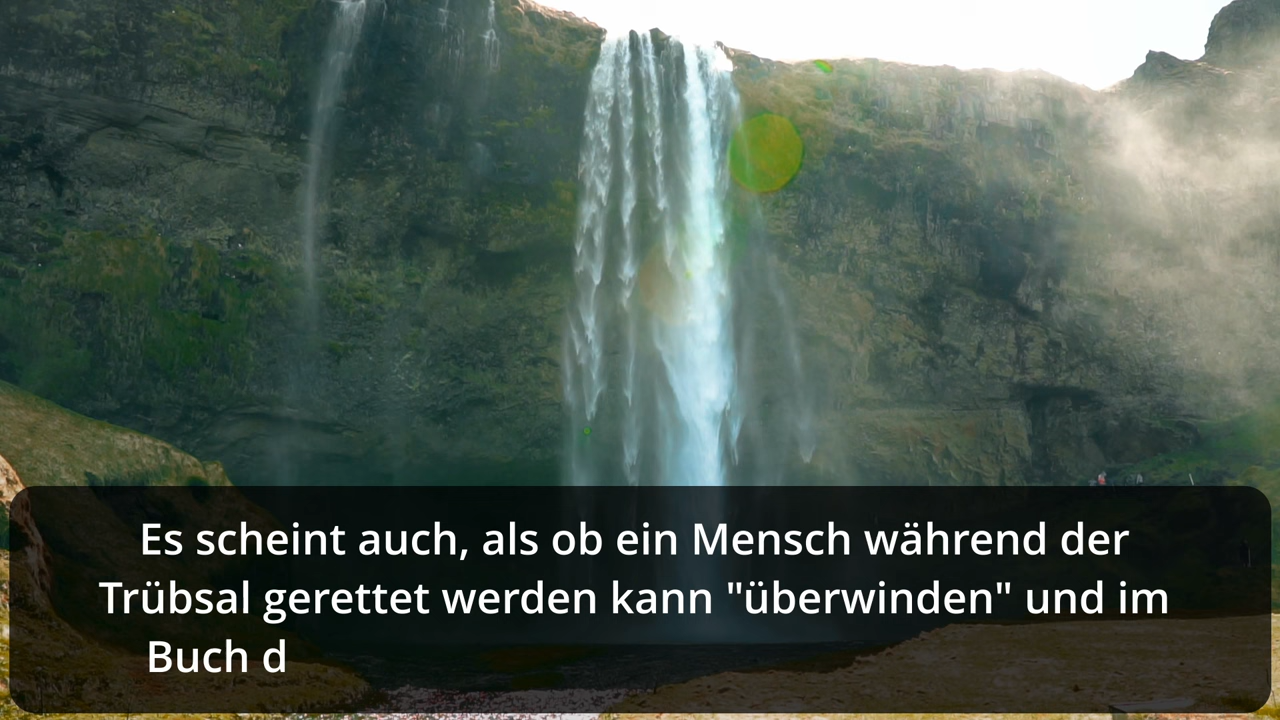 Es scheint auch, als ob ein Mensch während der
Trübsal gerettet werden kann "überwinden" und im
Buch d